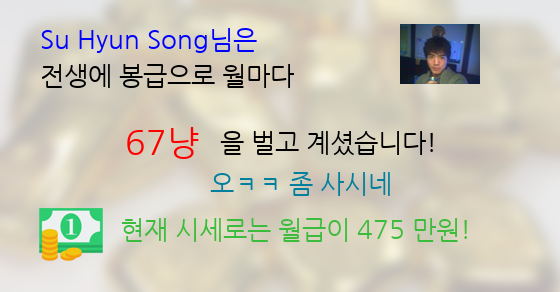 Su Hyun Song님은
전생에 봉급으로 월마다
67냥 을 벌고 계셨습니다!
오ㅋㅋ 좀 사시네
1
현재 시세로는 월급이 475 만원!